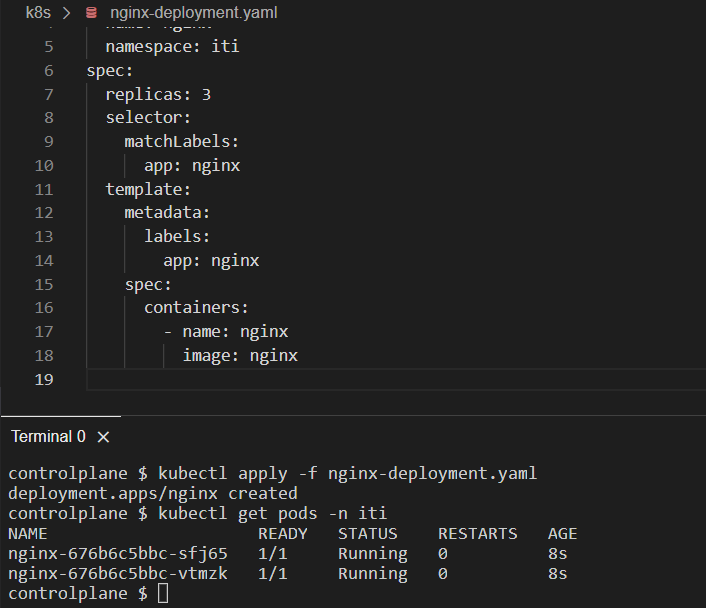 k8s > nginx-deployment.yaml
name: nginx
5 namespace: iti
6 spec:
7 replicas: 3
8 selector:
9 matchLabels:
10 app: nginx
11 template:
12 metadata:
13 labels:
14 app: nginx
15 spec:
16 containers:
17 - name: nginx
18 image: nginx
19
Terminal 0 ×
controlplane $ kubectl apply -f nginx-deployment.yaml
deployment.apps/nginx created
controlplane $ kubectl get pods -n iti
NAME READY STATUS RESTARTS AGE
nginx-676b6c5bbc-sfj65 1/1 Running 0 8s
nginx-676b6c5bbc-vtmzk 1/1 Running 0 8s
controlplane $